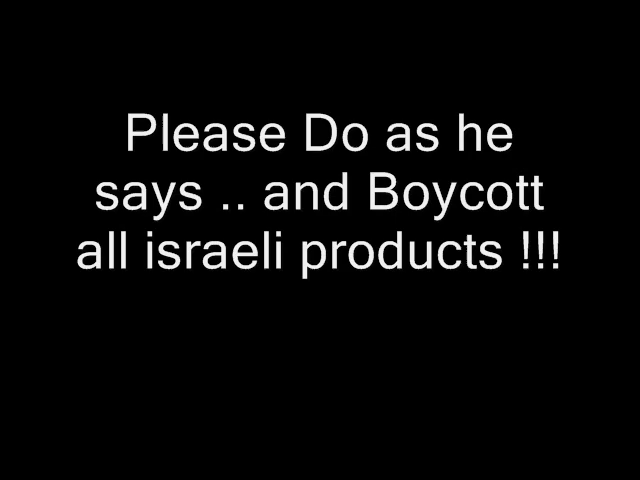 Please Do as he
says .. and Boycott
all israeli products !!!